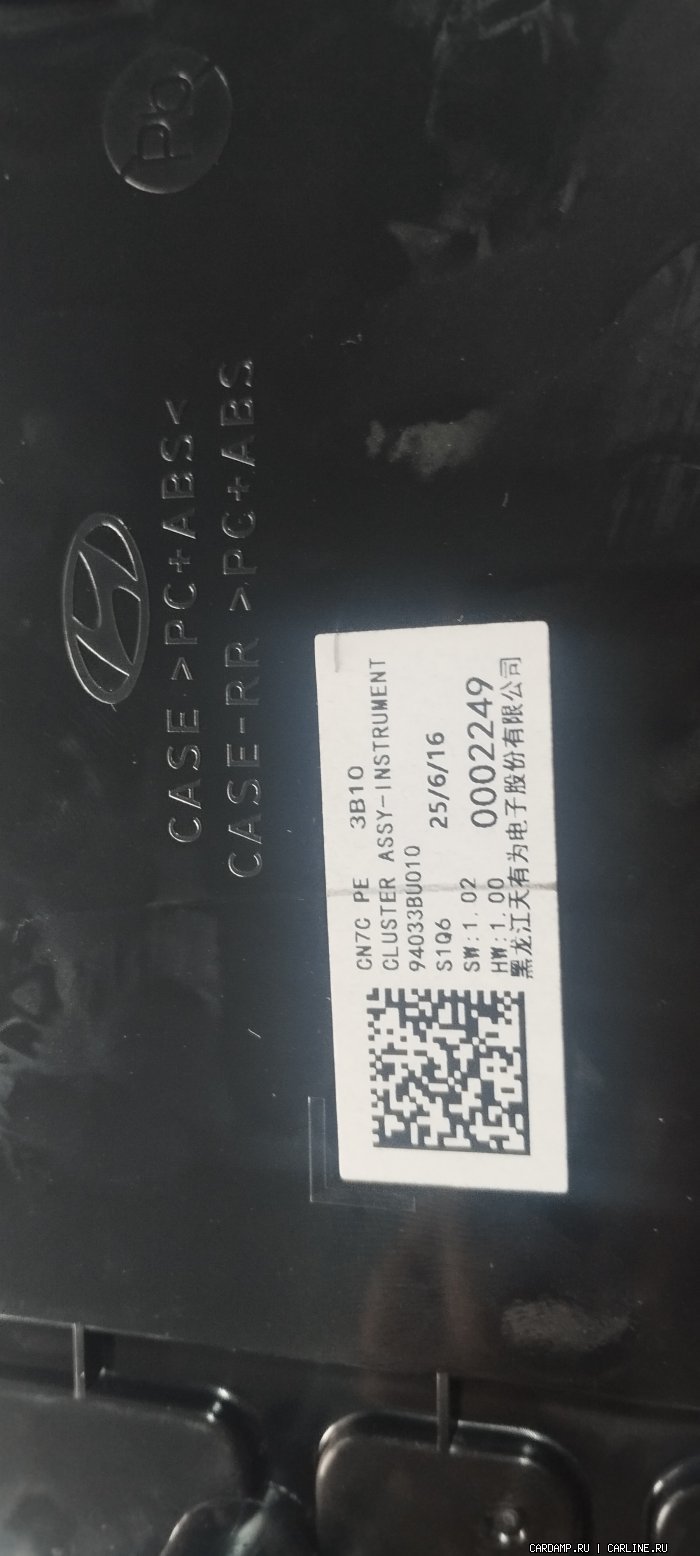 Pb
CASE >PC+ABS<
CASE-RR >PC+ABS
CN7C PE 3B10
CLUSTER ASSY-INSTRUMENT
94033BU010
S1Q6 25/6/16
SW:1.02
HW:1.00 0002249
黑龙江天有为电子股份有限公司
CARDAMP.RU | CARLINE.RU